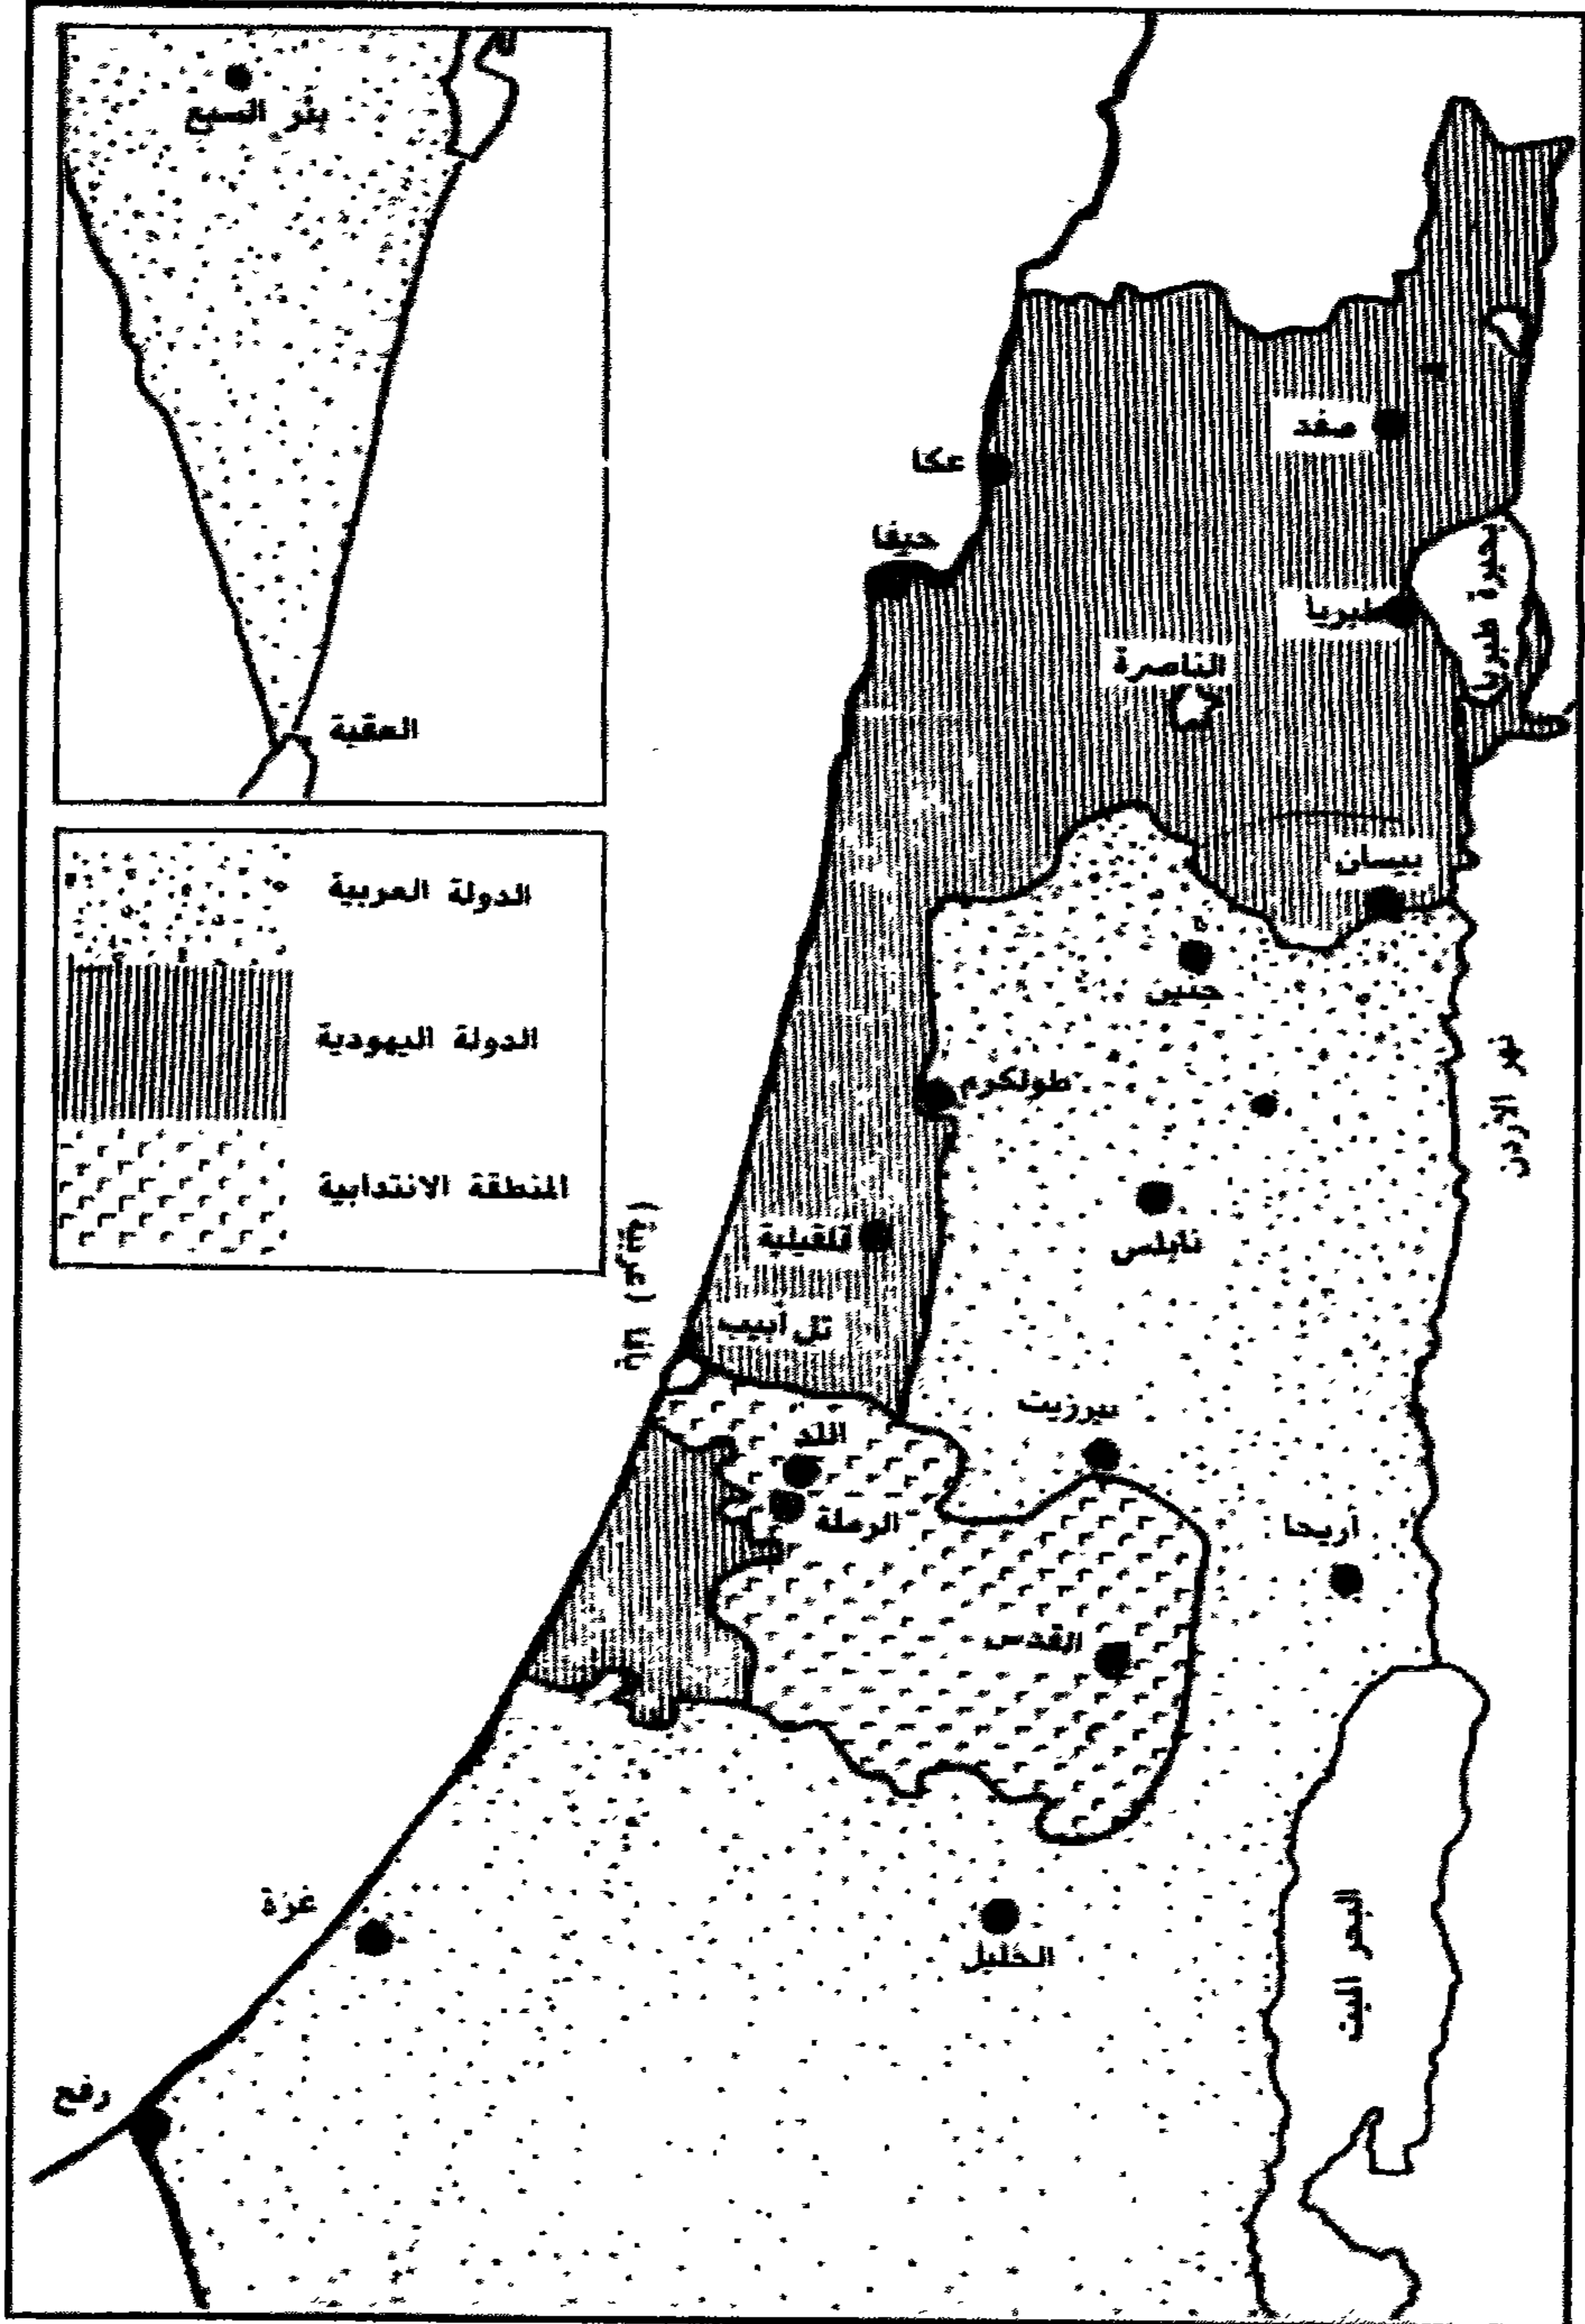 بئر السبع
العقبة
الدولة العربية
الدولة اليهودية
المنطقة الانتدابية
صفد
عكا
حيفا
بحيرة طبريا
طبريا
الناصرة
بيسان
جنين
نهر الأردن
طولكرم
نابلس
قلقيلية
تل أبيب
يافا (عربية)
بيرزيت
اللد
الرملة
أريحا
القدس
غزة
الخليل
البحر الميت
رفح